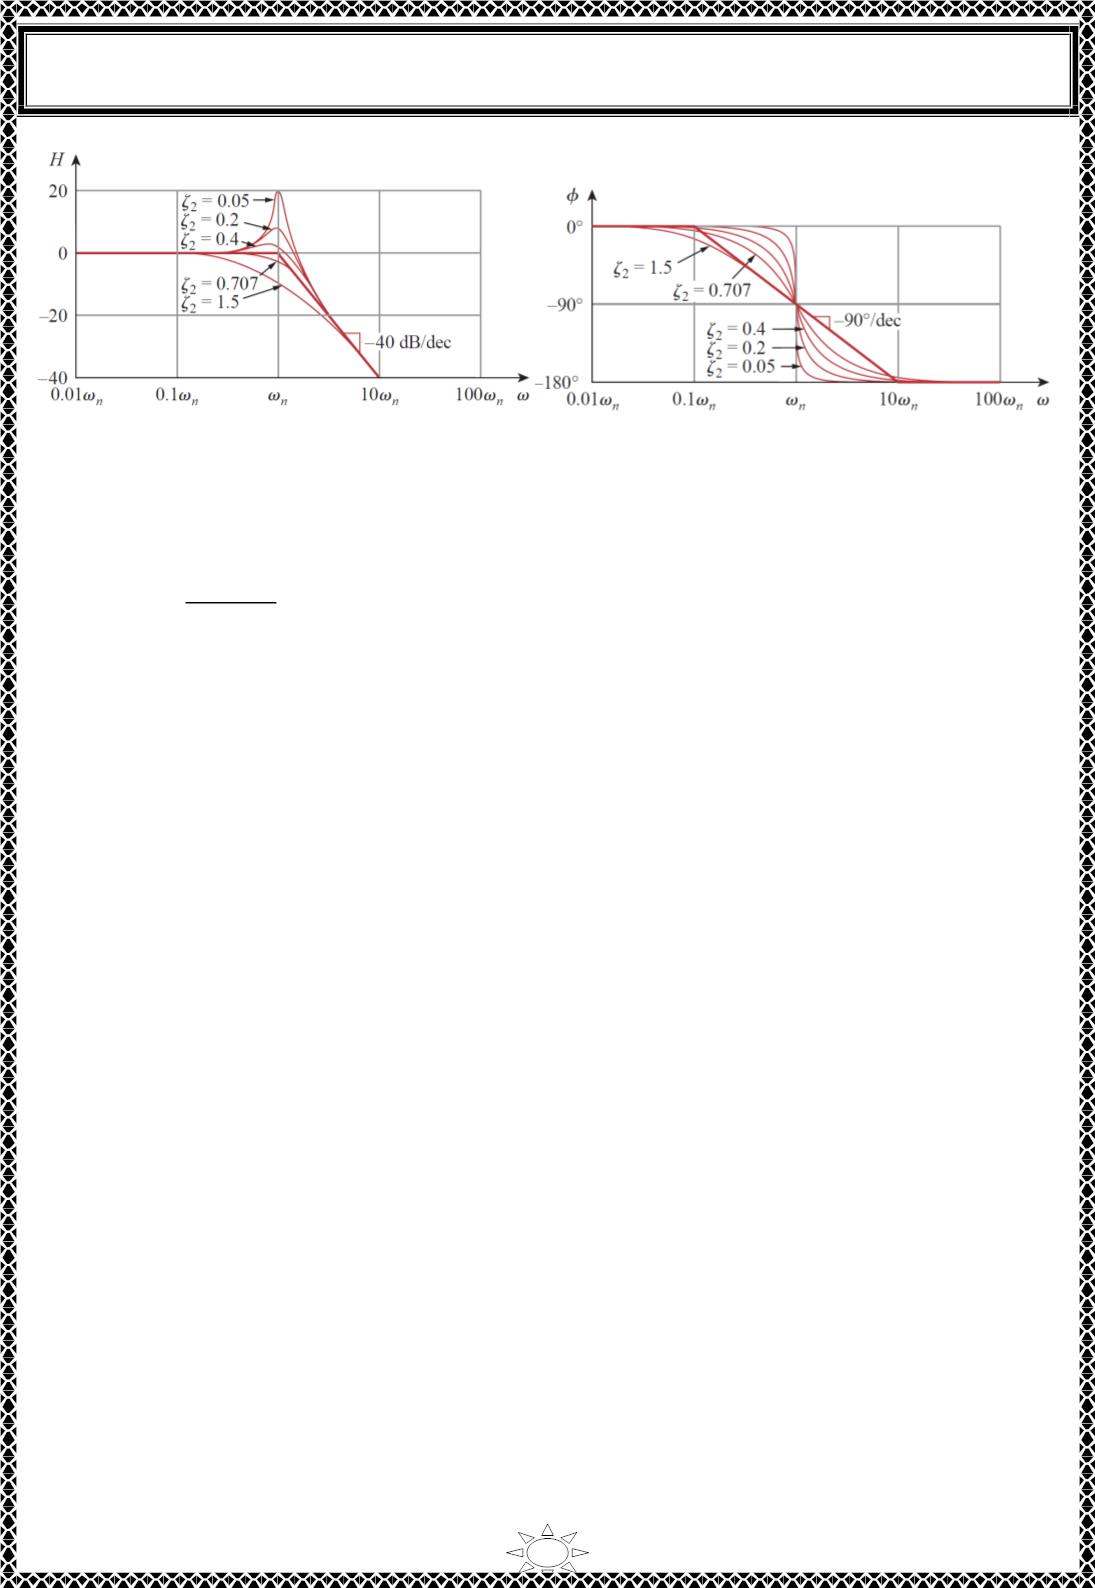 H
20
0
–20
–40
ζ₂ = 0.05
ζ₂ = 0.2
ζ₂ = 0.4
ζ₂ = 0.707
ζ₂ = 1.5
–40 dB/dec
0.01ωₙ 0.1ωₙ ωₙ 10ωₙ 100ωₙ ω
ϕ
0°
–90°
–180°
ζ₂ = 1.5
ζ₂ = 0.707
–90°/dec
ζ₂ = 0.4
ζ₂ = 0.2
ζ₂ = 0.05
0.01ωₙ 0.1ωₙ ωₙ 10ωₙ 100ωₙ ω